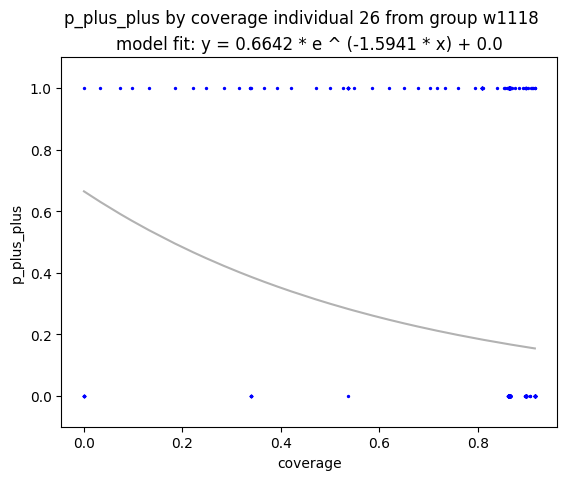 p_plus_plus by coverage individual 26 from group w1118
model fit: y = 0.6642 * e ^ (-1.5941 * x) + 0.0
1.0
0.8
0.6
0.4
0.2
0.0
p_plus_plus
0.0 0.2 0.4 0.6 0.8
coverage